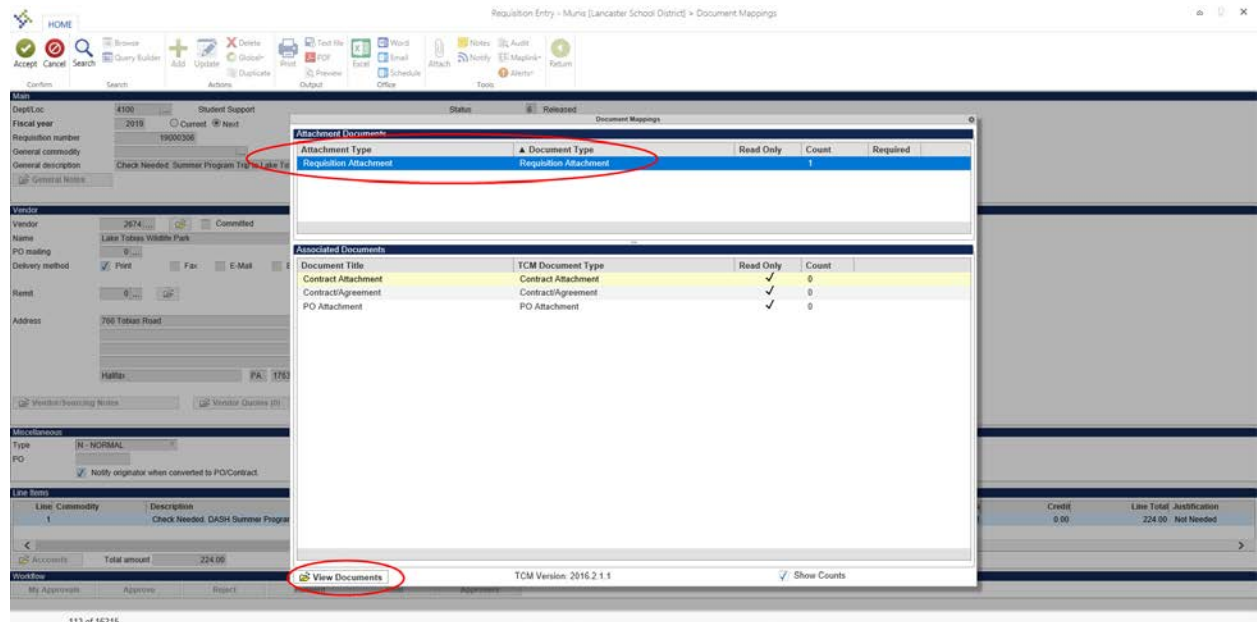 Requisition Entry - Munis [Lancaster School District] > Document Mappings
HOME
Accept Cancel Search
Browse
Query Builder
Add Update
Delete
Global
Duplicate
Print
Text file
PDF
Preview
Excel
Word
Email
Schedule
Attach
Notes Audit
Notify Maplink
Alerts
Return
Confirm Search Actions Output Office Tools
Main
Dept/Loc 4100 ... Student Support Status 6 Released
Fiscal year 2019 Current Next
Requisition number 19000306
General commodity ...
General description Check Needed. Summer Program Trip to Lake To
General Notes
Vendor
Vendor 2674 ... Committed
Name Lake Tobias Wildlife Park
PO mailing 0 ...
Delivery method Print Fax E-Mail E
Remit 0 ...
Address 760 Tobias Road
Halifax PA
Vendor/Sourcing Notes Vendor Quotes (0)
Miscellaneous
Type N - NORMAL
PO
Notify originator when converted to PO/Contract.
Line Items
Line Commodity Description Credit Line Total Justification
1 Check Needed. DASH Summer Program 0.00 224.00 Not Needed
Accounts Total amount 224.00
Workflow
My Approvals Approve Reject Approvers
113 of 16315
Document Mappings
Attachment Documents
Attachment Type ▲ Document Type Read Only Count Required
Requisition Attachment Requisition Attachment 1
Associated Documents
Document Title TCM Document Type Read Only Count
Contract Attachment Contract Attachment ✓ 0
Contract/Agreement Contract/Agreement ✓ 0
PO Attachment PO Attachment ✓ 0
View Documents TCM Version: 2016.2.1.1 Show Counts